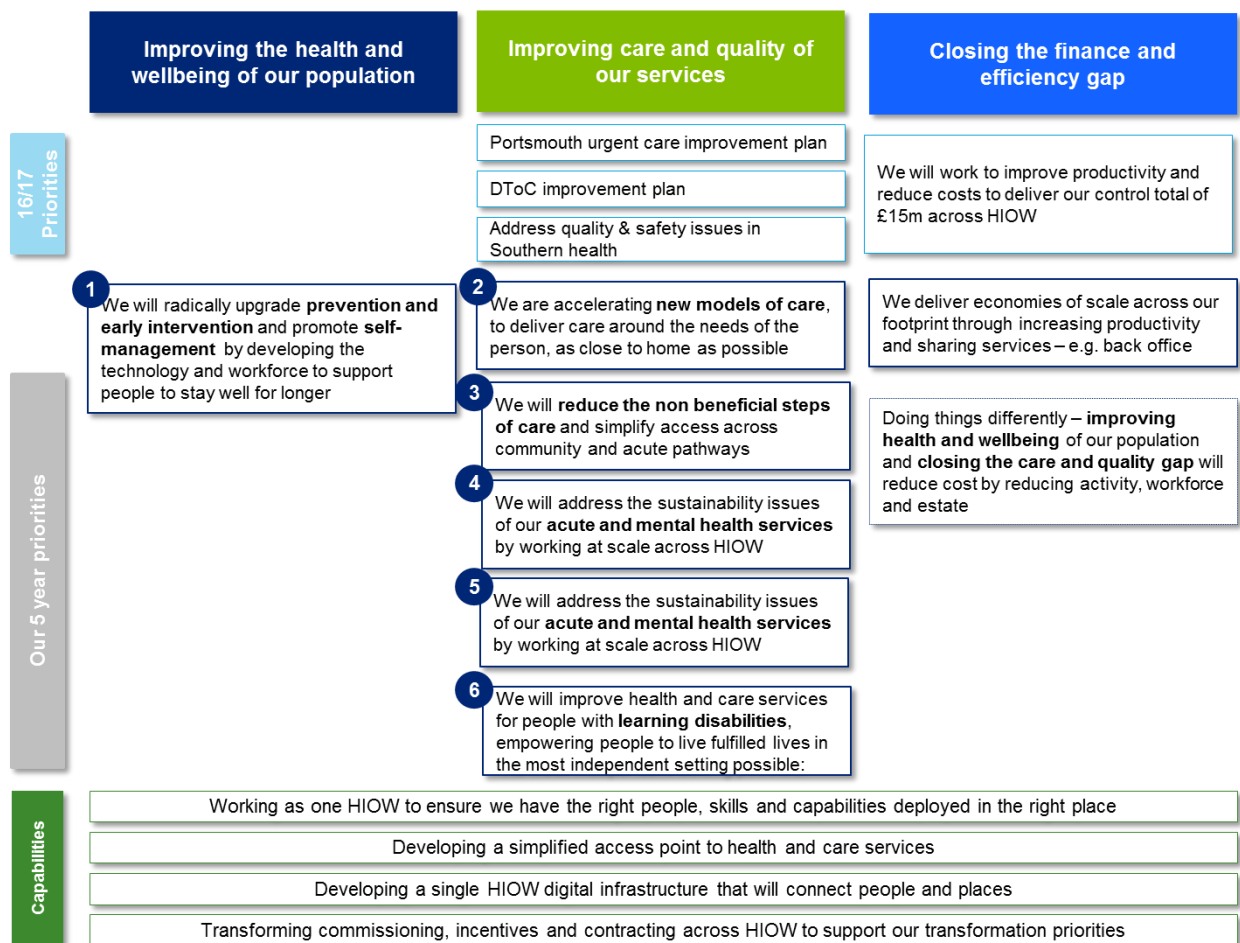 Improving the health and
wellbeing of our population
Improving care and quality of
our services
Closing the finance and
efficiency gap
16/17
Priorities
Portsmouth urgent care improvement plan
DToC improvement plan
Address quality & safety issues in
Southern health
We will work to improve productivity and
reduce costs to deliver our control total of
£15m across HIOW
Our 5 year priorities
1
We will radically upgrade prevention and
early intervention and promote self-
management by developing the
technology and workforce to support
people to stay well for longer
2
We are accelerating new models of care,
to deliver care around the needs of the
person, as close to home as possible
3
We will reduce the non beneficial steps
of care and simplify access across
community and acute pathways
4
We will address the sustainability issues
of our acute and mental health services
by working at scale across HIOW
5
We will address the sustainability issues
of our acute and mental health services
by working at scale across HIOW
6
We will improve health and care services
for people with learning disabilities,
empowering people to live fulfilled lives in
the most independent setting possible:
We deliver economies of scale across our
footprint through increasing productivity
and sharing services – e.g. back office
Doing things differently – improving
health and wellbeing of our population
and closing the care and quality gap will
reduce cost by reducing activity, workforce
and estate
Capabilities
Working as one HIOW to ensure we have the right people, skills and capabilities deployed in the right place
Developing a simplified access point to health and care services
Developing a single HIOW digital infrastructure that will connect people and places
Transforming commissioning, incentives and contracting across HIOW to support our transformation priorities